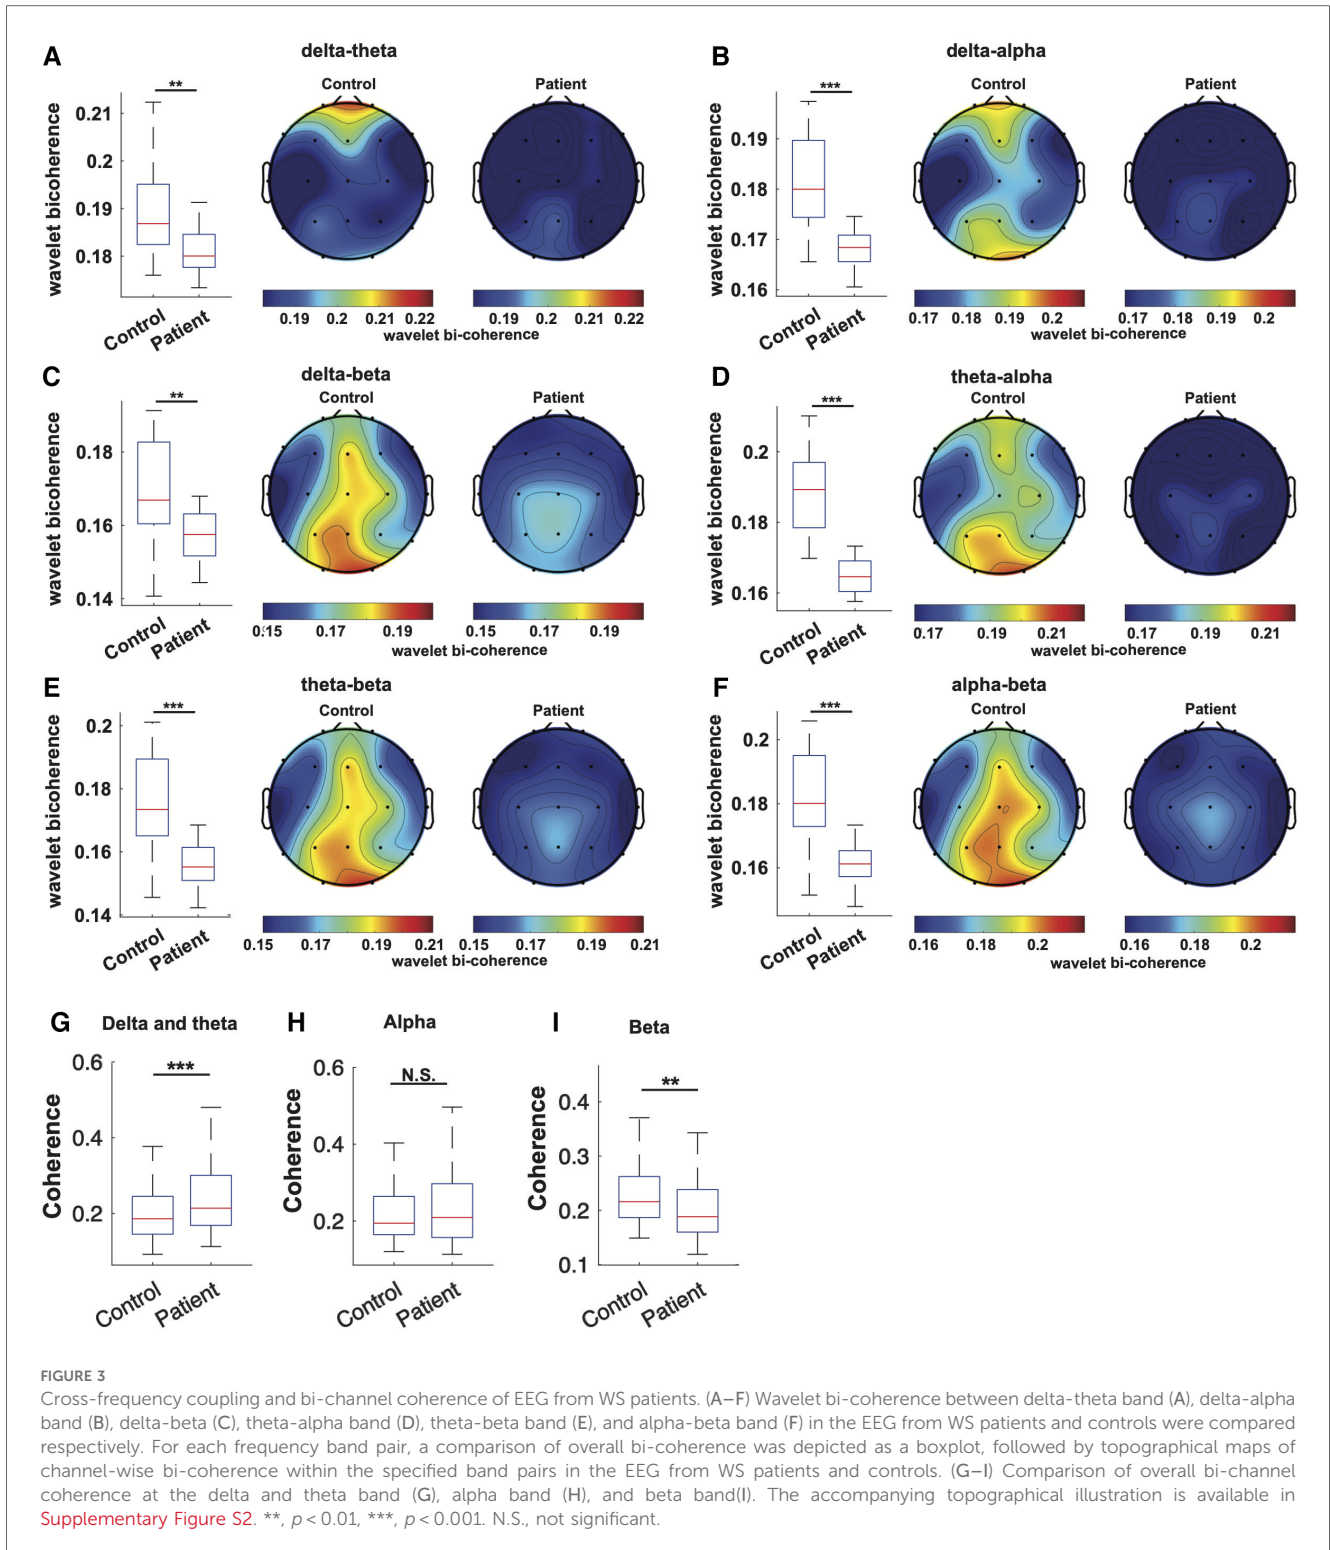 A
delta-theta
Control
Patient
**
0.21
0.2
0.19
0.18
wavelet bicoherence
Control
Patient
0.19 0.2 0.21 0.22
0.19 0.2 0.21 0.22
wavelet bi-coherence
B
delta-alpha
Control
Patient
***
0.19
0.18
0.17
0.16
wavelet bicoherence
Control
Patient
0.17 0.18 0.19 0.2
0.17 0.18 0.19 0.2
wavelet bi-coherence
C
delta-beta
Control
Patient
**
0.18
0.16
0.14
wavelet bicoherence
Control
Patient
0.15 0.17 0.19
0.15 0.17 0.19
wavelet bi-coherence
D
theta-alpha
Control
Patient
***
0.2
0.18
0.16
wavelet bicoherence
Control
Patient
0.17 0.19 0.21
0.17 0.19 0.21
wavelet bi-coherence
E
theta-beta
Control
Patient
***
0.2
0.18
0.16
0.14
wavelet bicoherence
Control
Patient
0.15 0.17 0.19 0.21
0.15 0.17 0.19 0.21
wavelet bi-coherence
F
alpha-beta
Control
Patient
***
0.2
0.18
0.16
wavelet bicoherence
Control
Patient
0.16 0.18 0.2
0.16 0.18 0.2
wavelet bi-coherence
G Delta and theta
***
0.6
0.4
0.2
Coherence
Control
Patient
H Alpha
N.S.
0.6
0.4
0.2
Coherence
Control
Patient
I Beta
**
0.4
0.3
0.2
0.1
Coherence
Control
Patient
FIGURE 3
Cross-frequency coupling and bi-channel coherence of EEG from WS patients. (A–F) Wavelet bi-coherence between delta-theta band (A), delta-alpha
band (B), delta-beta (C), theta-alpha band (D), theta-beta band (E), and alpha-beta band (F) in the EEG from WS patients and controls were compared
respectively. For each frequency band pair, a comparison of overall bi-coherence was depicted as a boxplot, followed by topographical maps of
channel-wise bi-coherence within the specified band pairs in the EEG from WS patients and controls. (G–I) Comparison of overall bi-channel
coherence at the delta and theta band (G), alpha band (H), and beta band(I). The accompanying topographical illustration is available in
Supplementary Figure S2. **, p < 0.01, ***, p < 0.001. N.S., not significant.